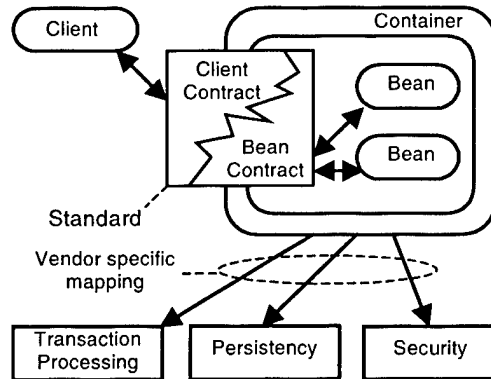 Client
Container
Client
Contract
Bean
Bean
Contract
Bean
Standard
Vendor specific
mapping
Transaction
Processing
Persistency
Security